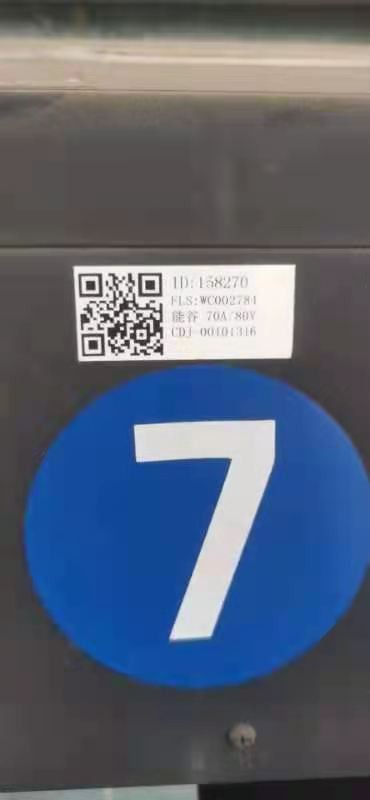 ID:158270
FLS:WC002784
能谷 70A/80V
CDJ-00101316
7